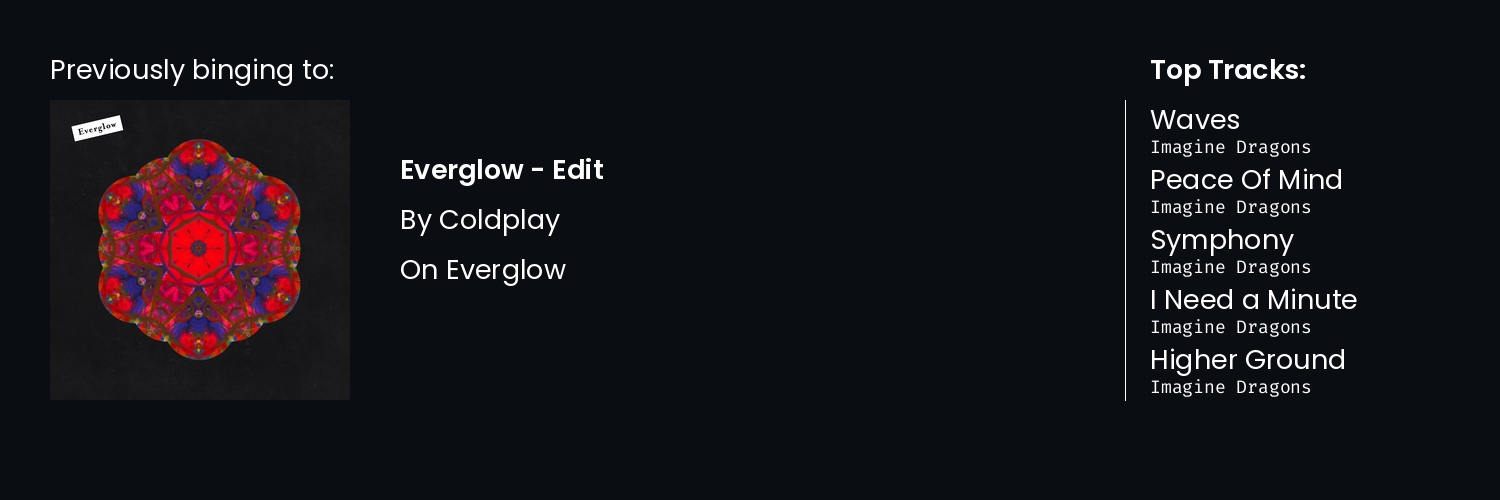 Previously binging to:
Everglow
Everglow - Edit
By Coldplay
On Everglow
Top Tracks:
Waves
Imagine Dragons
Peace Of Mind
Imagine Dragons
Symphony
Imagine Dragons
I Need a Minute
Imagine Dragons
Higher Ground
Imagine Dragons